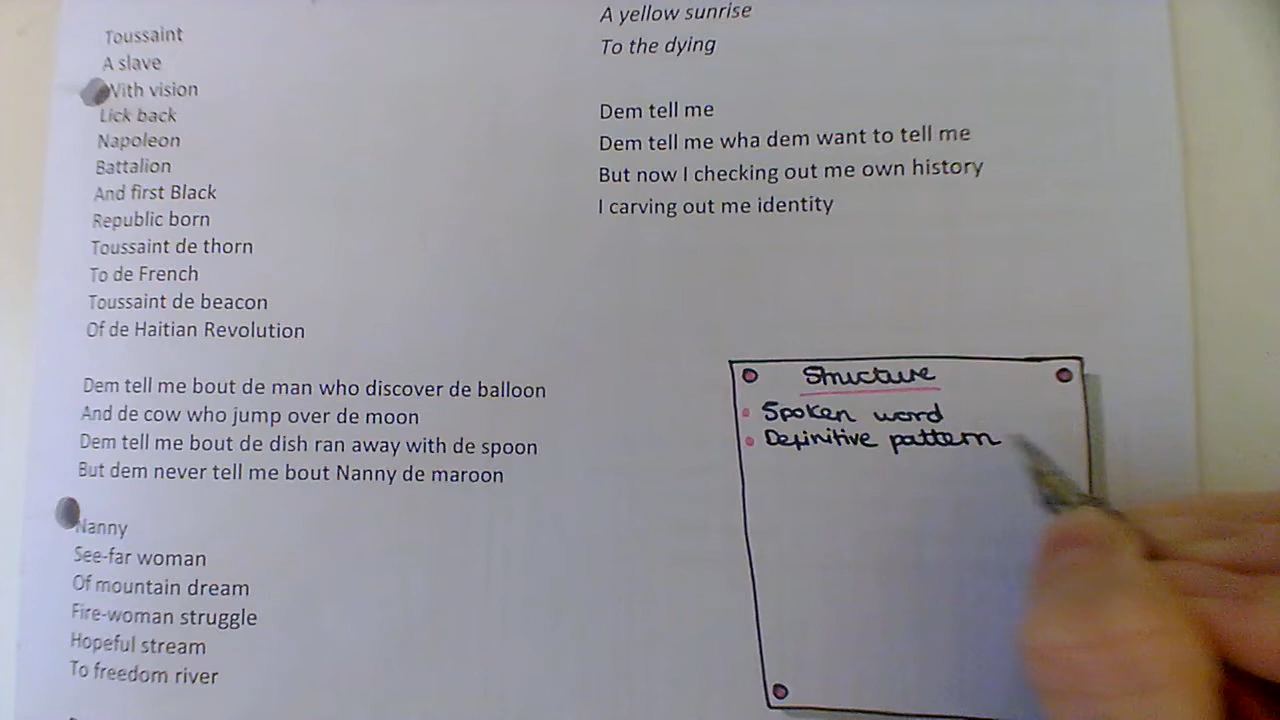 Toussaint
A slave
With vision
Lick back
Napoleon
Battalion
And first Black
Republic born
Toussaint de thorn
To de French
Toussaint de beacon
Of de Haitian Revolution
Dem tell me bout de man who discover de balloon
And de cow who jump over de moon
Dem tell me bout de dish ran away with de spoon
But dem never tell me bout Nanny de maroon
Nanny
See-far woman
Of mountain dream
Fire-woman struggle
Hopeful stream
To freedom river
A yellow sunrise
To the dying
Dem tell me
Dem tell me wha dem want to tell me
But now I checking out me own history
I carving out me identity
Structure
Spoken word
Definitive pattern